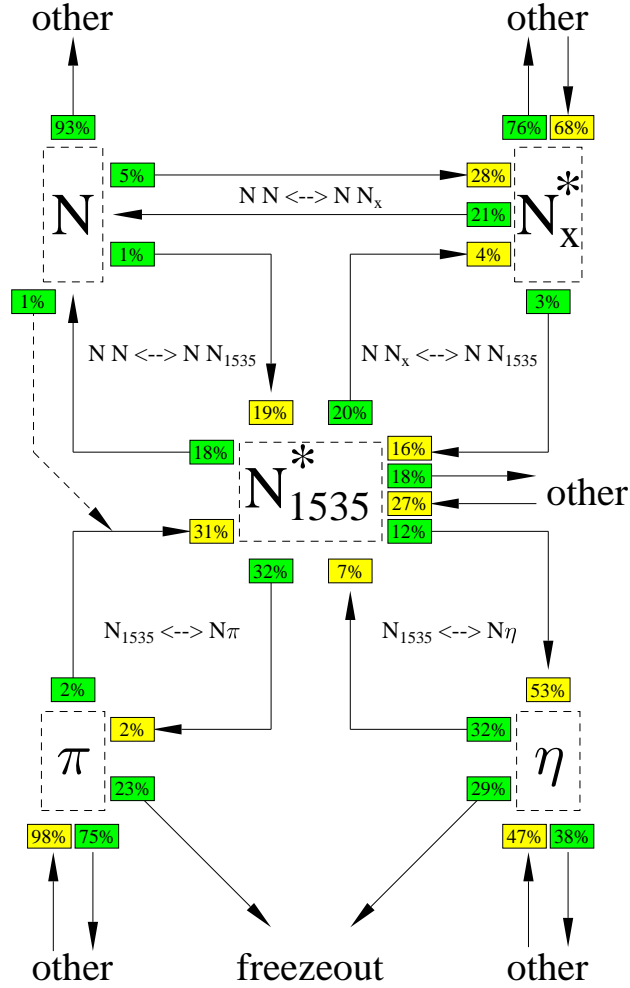 other other
93% 76% 68%
5% 28%
N N <--> N Nₓ
N 21% N*ₓ
1% 4%
1% 3%
N N <--> N N₁₅₃₅ N Nₓ <--> N N₁₅₃₅
19% 20%
18% 16%
N*₁₅₃₅ 18%
27% other
31% 12%
32% 7%
N₁₅₃₅ <--> Nπ N₁₅₃₅ <--> Nη
2% 53%
2% 32%
π η
23% 29%
98% 75% 47% 38%
other freezeout other